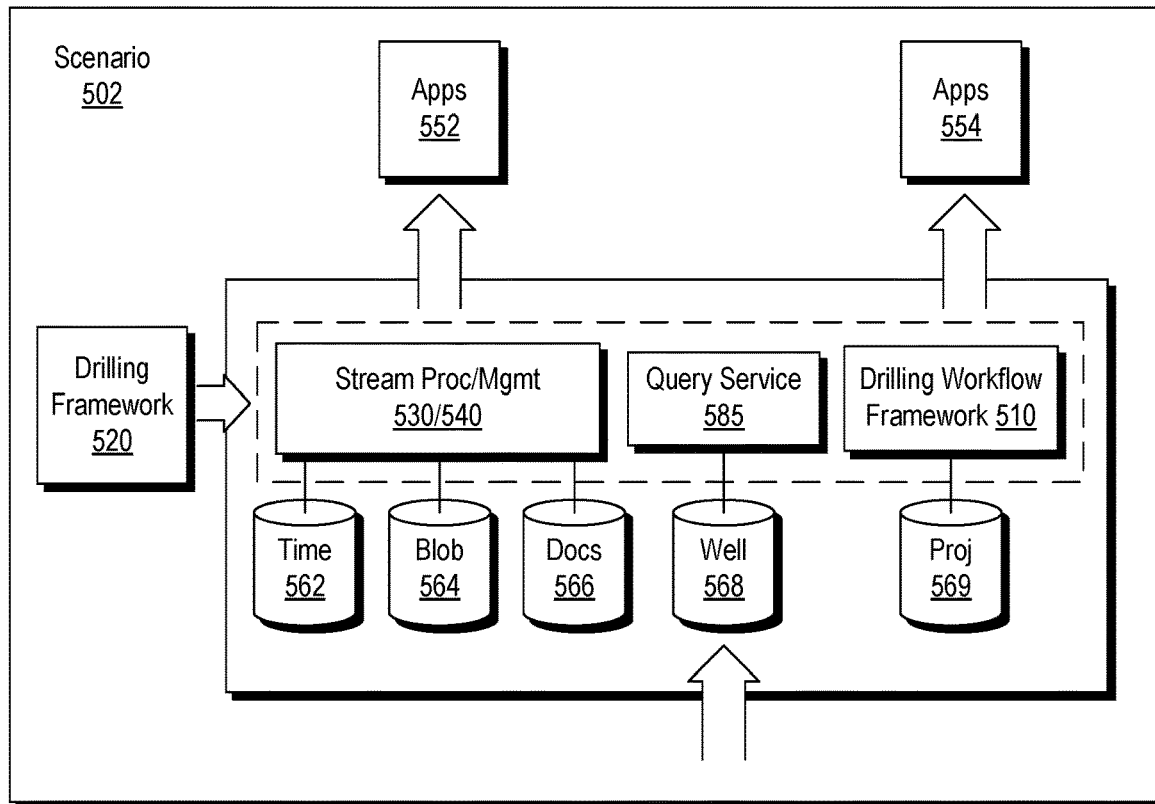 Scenario
502
Apps
552
Apps
554
Drilling
Framework
520
Stream Proc/Mgmt
530/540
Query Service
585
Drilling Workflow
Framework 510
Time
562
Blob
564
Docs
566
Well
568
Proj
569